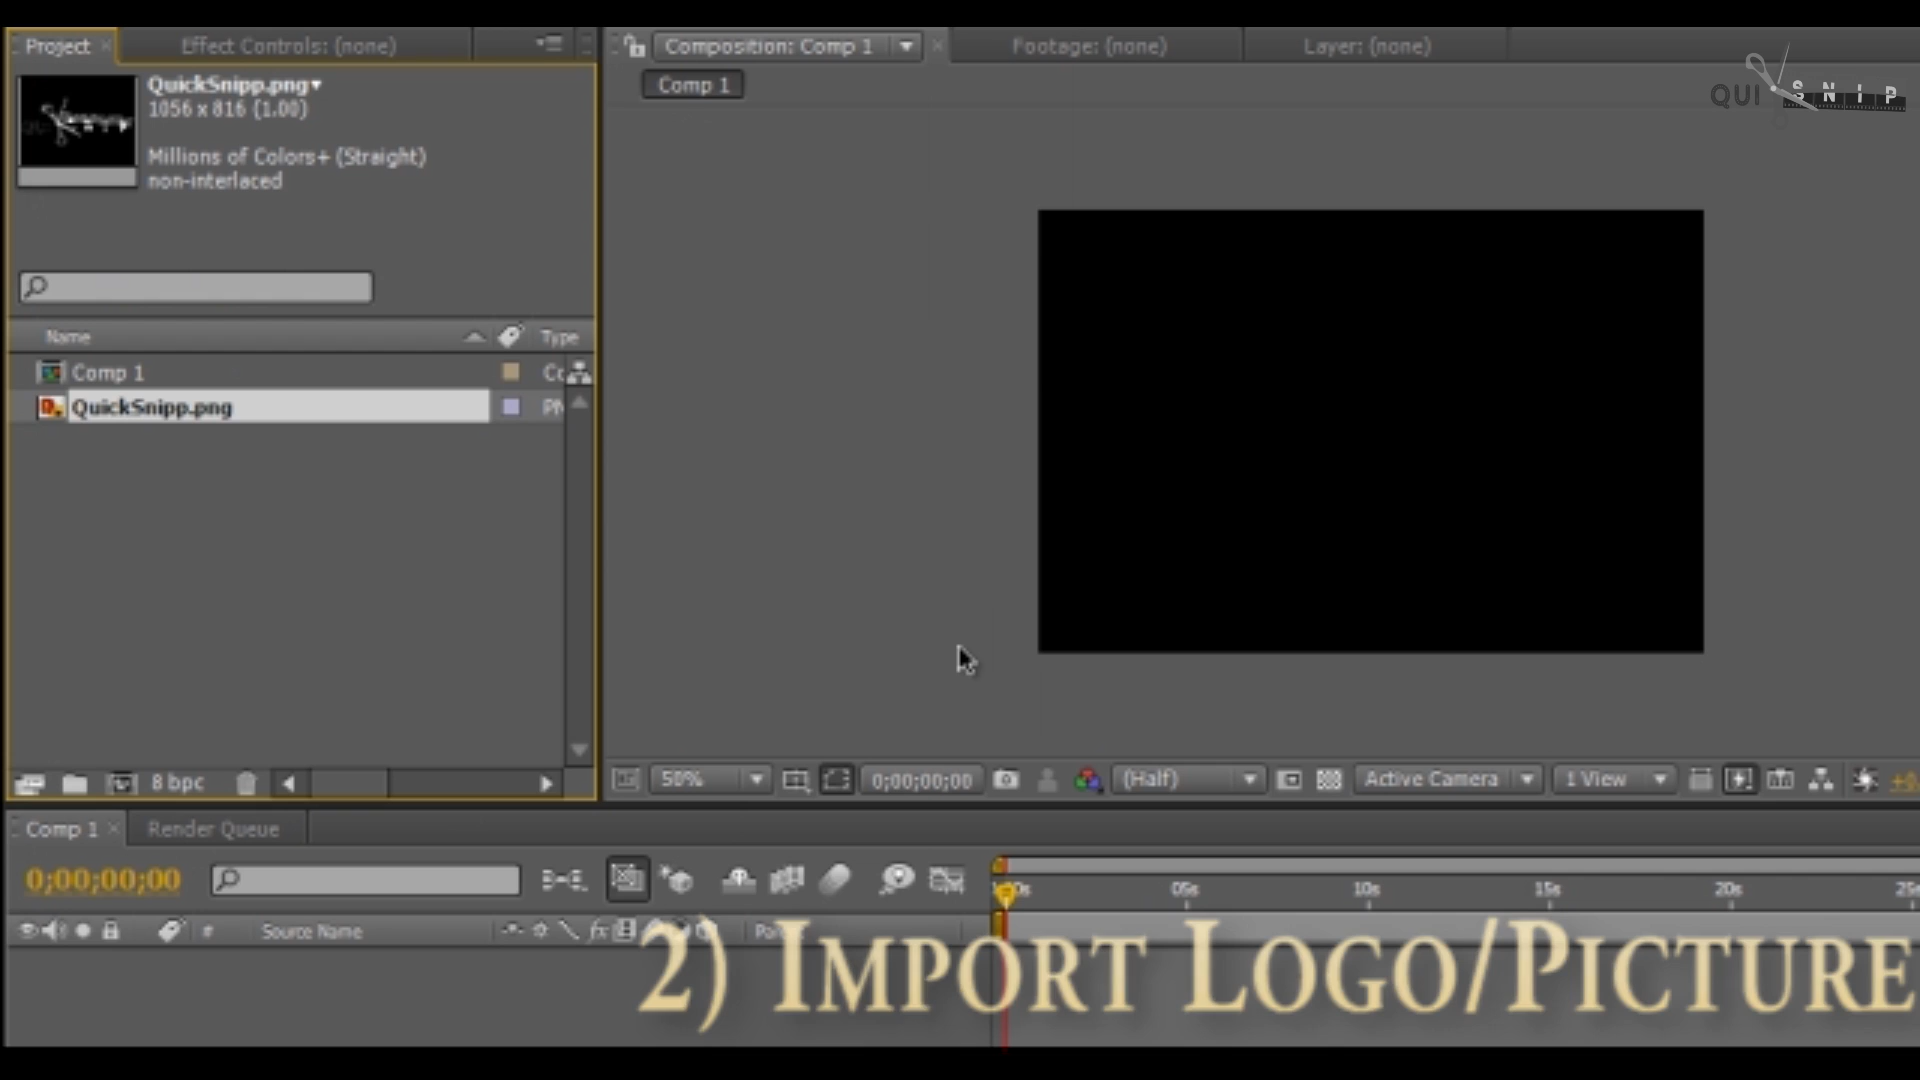 Project
Effect Controls: (none)
Composition: Comp 1
Footage: (none)
Layer: (none)
QuickSnipp.png
1056 x 816 (1.00)
Millions of Colors+ (Straight)
non-interlaced
Comp 1
QUI SNIP
Name
Type
Comp 1
QuickSnipp.png
8 bpc
50%
0;00;00;00
(Half)
Active Camera
1 View
Comp 1
Render Queue
0;00;00;00
05s
10s
15s
20s
#
Source Name
2) IMPORT LOGO/PICTURE